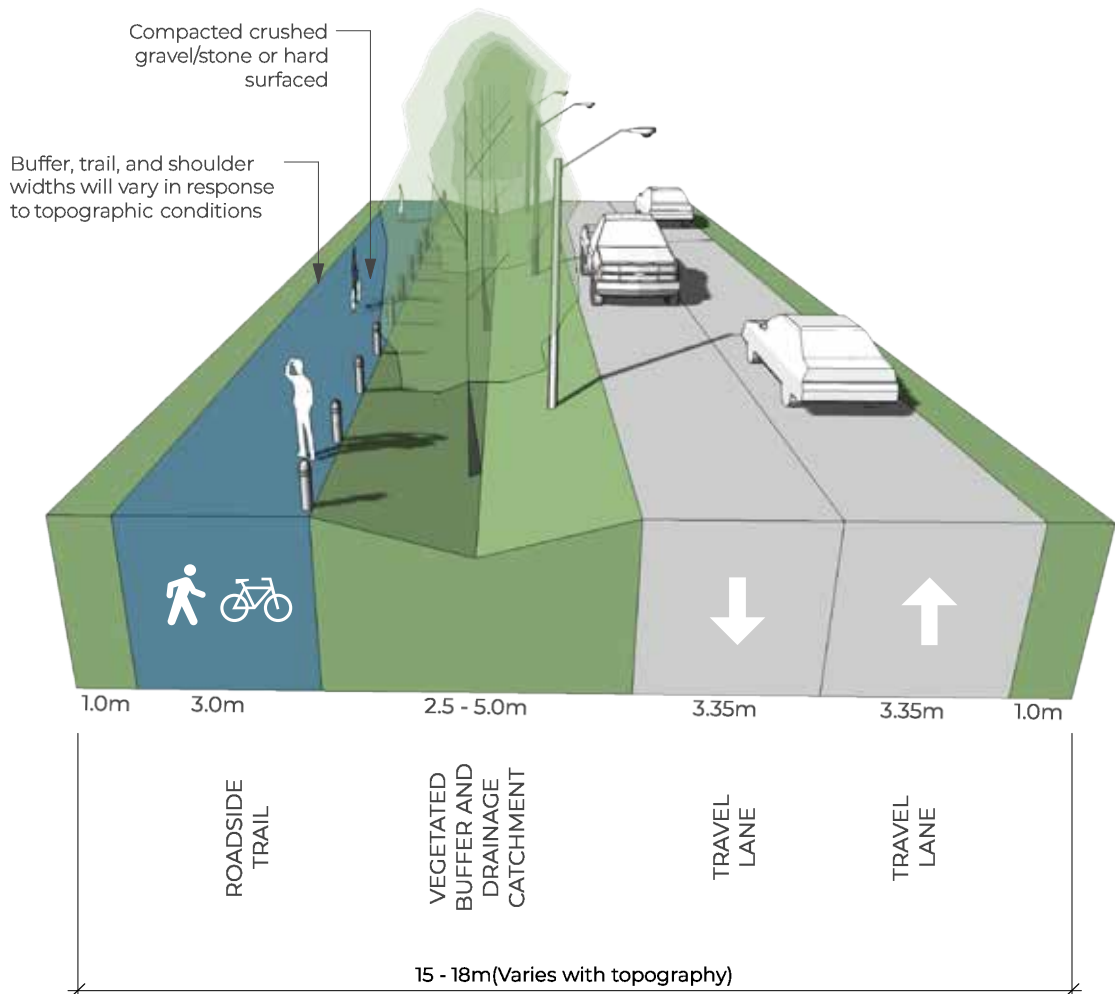 Compacted crushed
gravel/stone or hard
surfaced
Buffer, trail, and shoulder
widths will vary in response
to topographic conditions
1.0m
3.0m
2.5 - 5.0m
3.35m
3.35m
1.0m
ROADSIDE
TRAIL
VEGETATED
BUFFER AND
DRAINAGE
CATCHMENT
TRAVEL
LANE
TRAVEL
LANE
15 - 18m(Varies with topography)